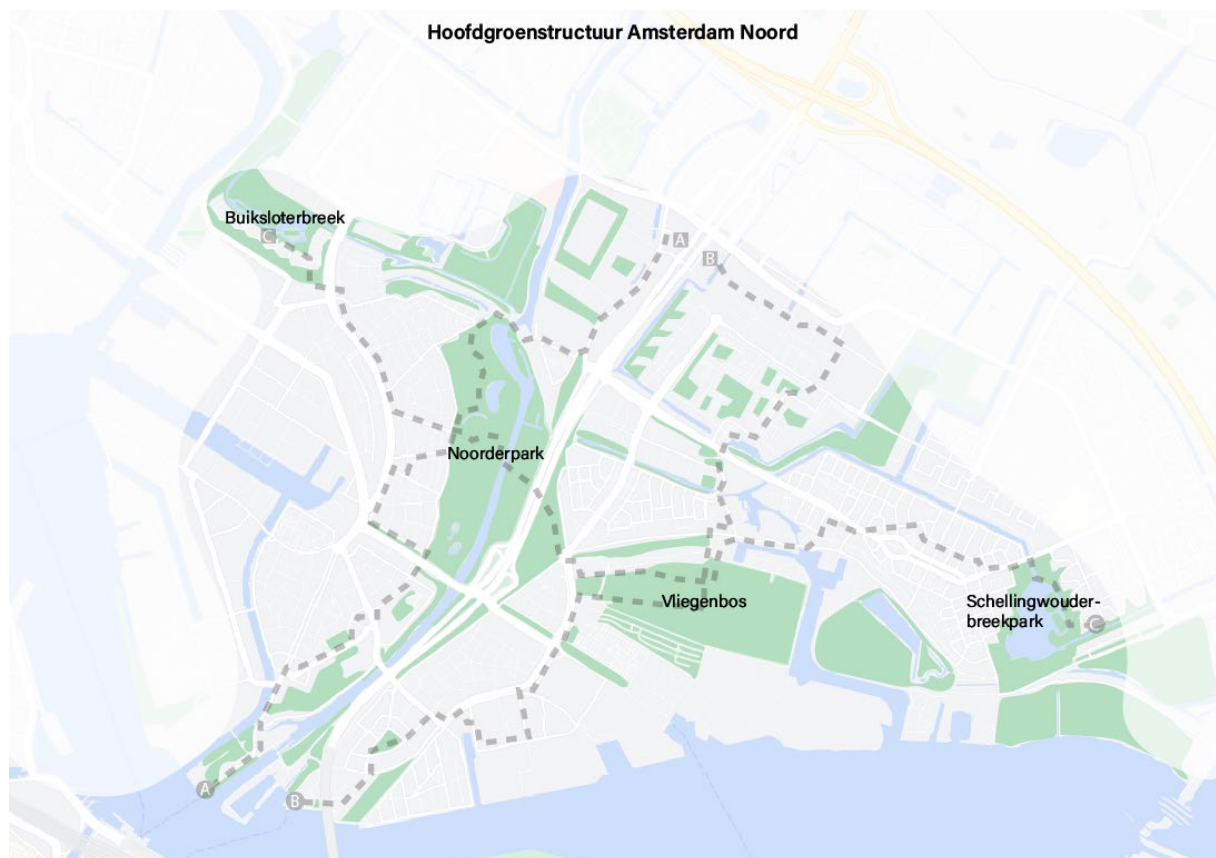 Hoofdgroenstructuur Amsterdam Noord
Buiksloterbreek
C
A
B
Noorderpark
Vliegenbos
Schellingwouder-
breekpark
C
A
B